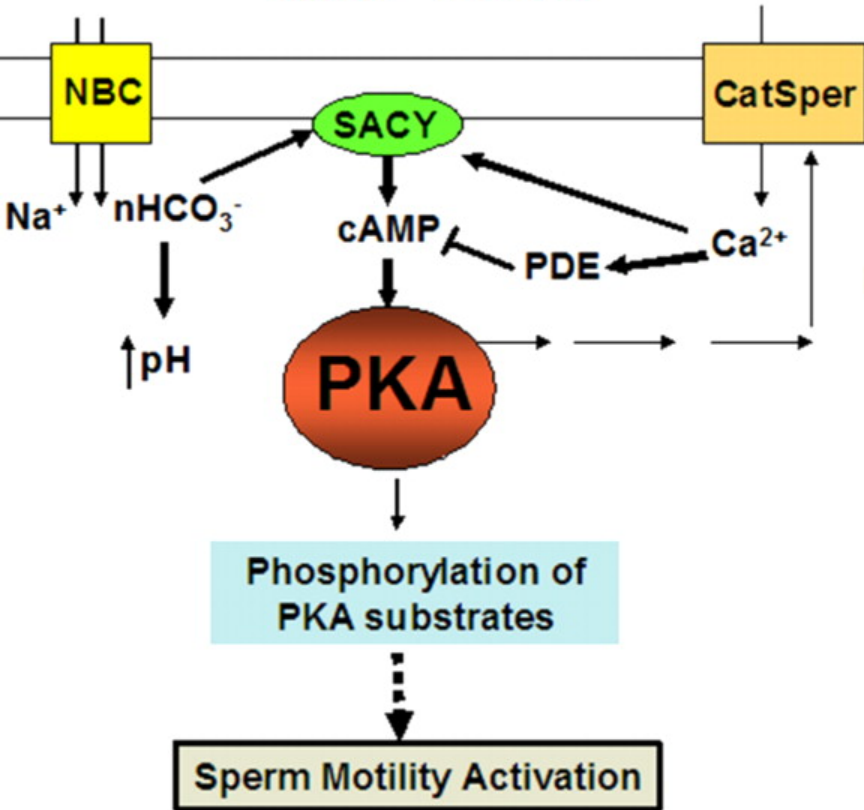 NBC
CatSper
SACY
Na⁺
nHCO₃⁻
cAMP
Ca²⁺
PDE
pH
PKA
Phosphorylation of
PKA substrates
Sperm Motility Activation